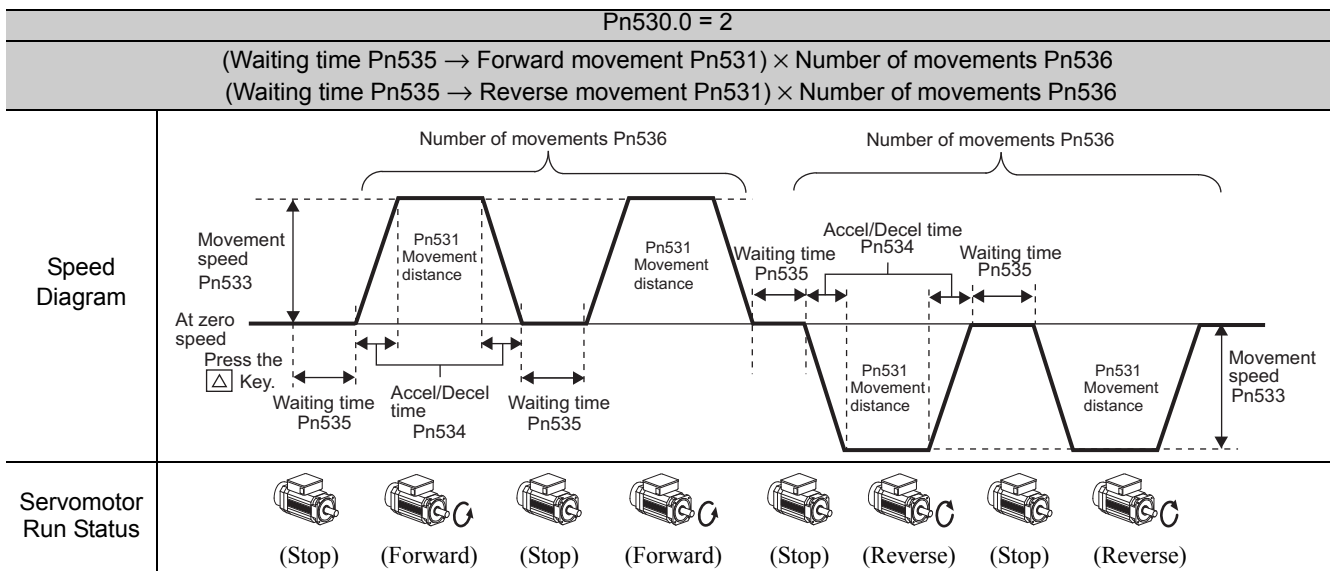 Pn530.0 = 2
(Waiting time Pn535 → Forward movement Pn531) × Number of movements Pn536
(Waiting time Pn535 → Reverse movement Pn531) × Number of movements Pn536
Speed
Diagram
Number of movements Pn536
Number of movements Pn536
Movement
speed
Pn533
Pn531
Movement
distance
Pn531
Movement
distance
Waiting time
Pn535
Accel/Decel time
Pn534
Waiting time
Pn535
At zero
speed
Press the
△ Key.
Waiting time
Pn535
Accel/Decel
time
Pn534
Waiting time
Pn535
Pn531
Movement
distance
Pn531
Movement
distance
Movement
speed
Pn533
Servomotor
Run Status
(Stop) (Forward) (Stop) (Forward) (Stop) (Reverse) (Stop) (Reverse)